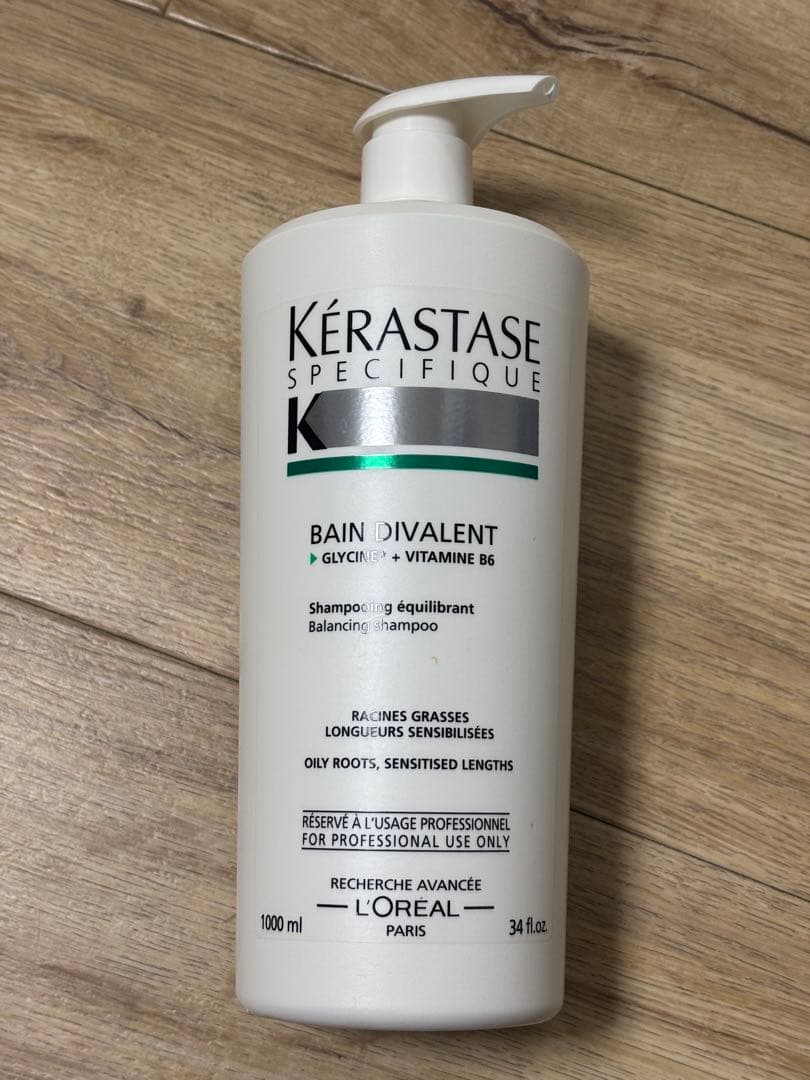 KÉRASTASE
SPECIFIQUE
K
BAIN DIVALENT
GLYCINE* + VITAMINE B6
Shampooing équilibrant
Balancing shampoo
RACINES GRASSES
LONGUEURS SENSIBILISÉES
OILY ROOTS, SENSITISED LENGTHS
RÉSERVÉ À L'USAGE PROFESSIONNEL
FOR PROFESSIONAL USE ONLY
RECHERCHE AVANCÉE
L'ORÉAL
PARIS
1000 ml 34 fl.oz.